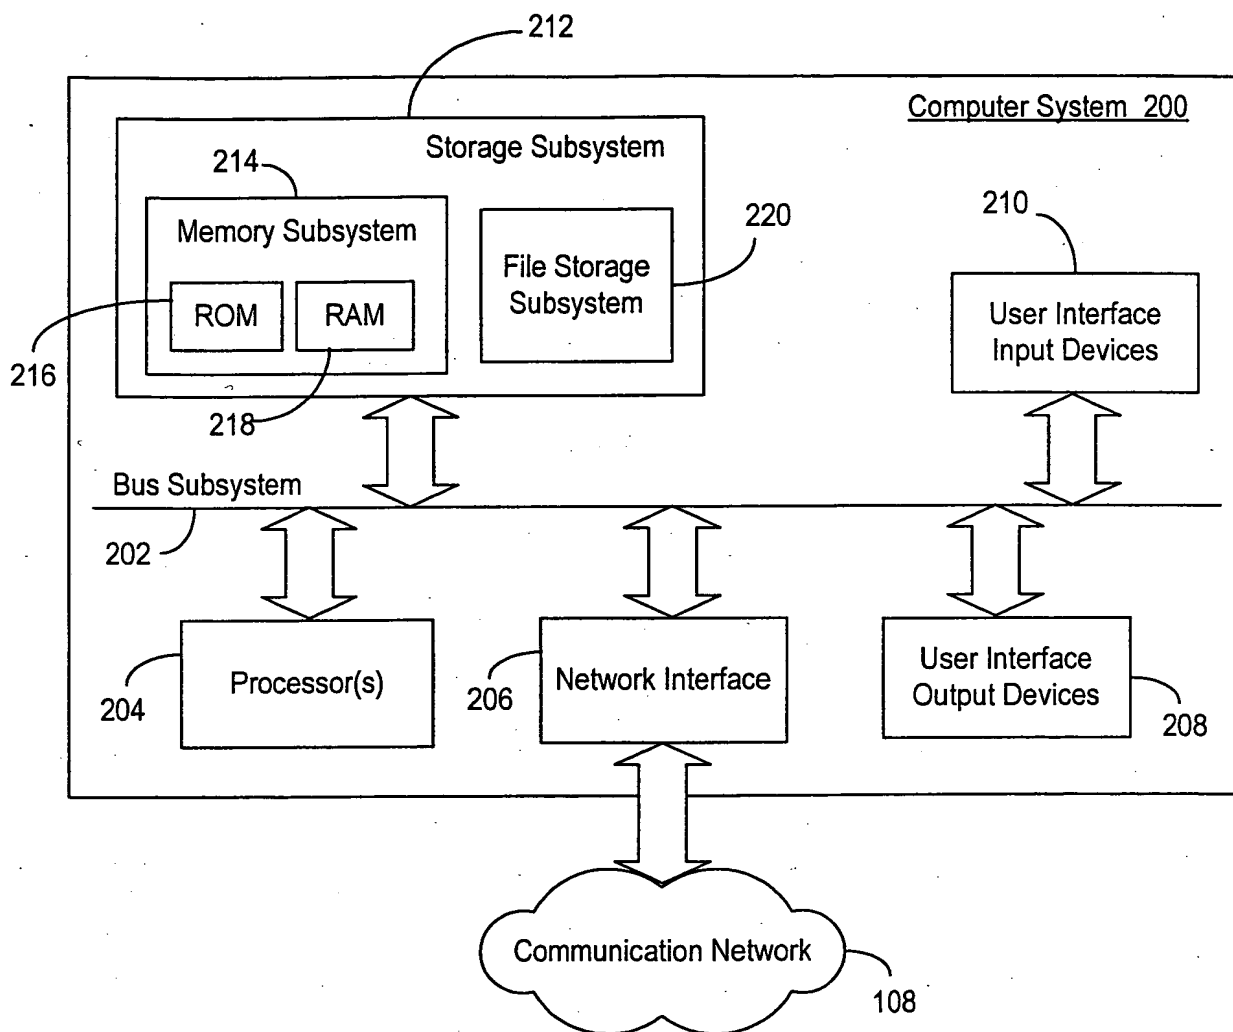 212
Computer System 200
Storage Subsystem
214
Memory Subsystem
ROM
RAM
216
218
File Storage
Subsystem
220
210
User Interface
Input Devices
Bus Subsystem
202
Processor(s)
204
Network Interface
206
User Interface
Output Devices
208
Communication Network
108